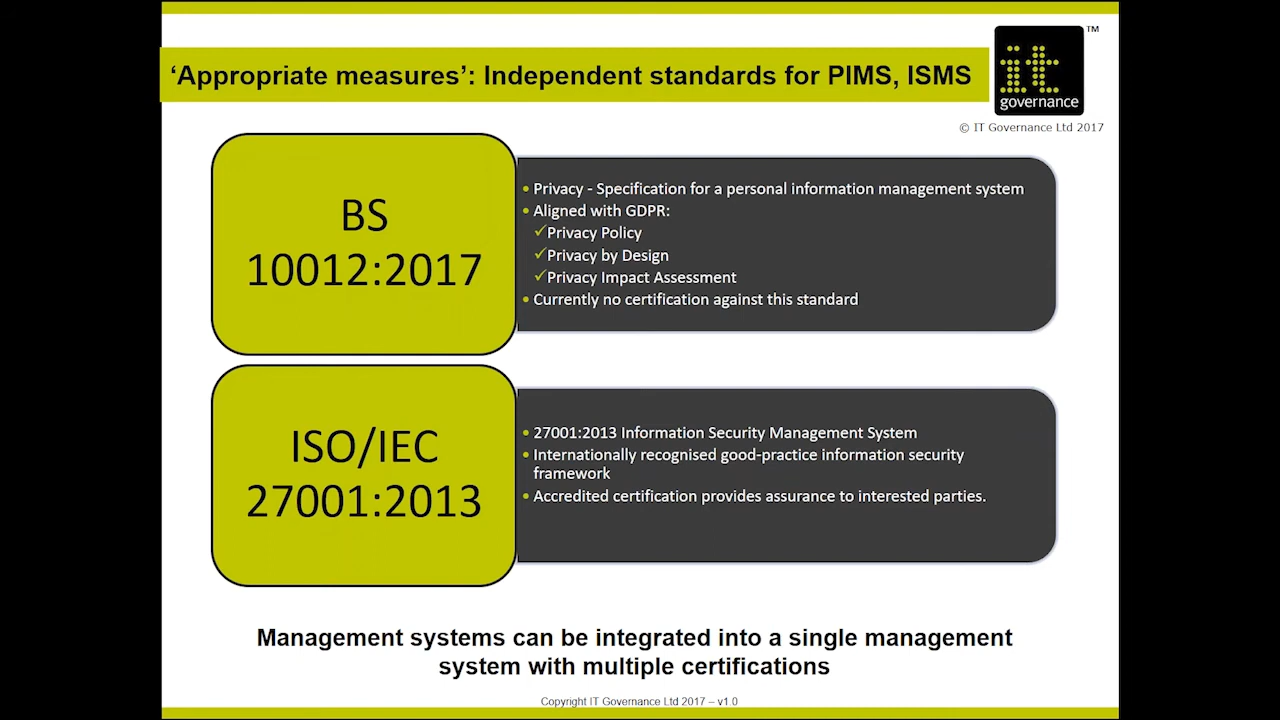 ‘Appropriate measures’: Independent standards for PIMS, ISMS
it
governance
™
© IT Governance Ltd 2017
BS
10012:2017
• Privacy - Specification for a personal information management system
• Aligned with GDPR:
✓Privacy Policy
✓Privacy by Design
✓Privacy Impact Assessment
• Currently no certification against this standard
ISO/IEC
27001:2013
• 27001:2013 Information Security Management System
• Internationally recognised good-practice information security
framework
• Accredited certification provides assurance to interested parties.
Management systems can be integrated into a single management
system with multiple certifications
Copyright IT Governance Ltd 2017 – v1.0